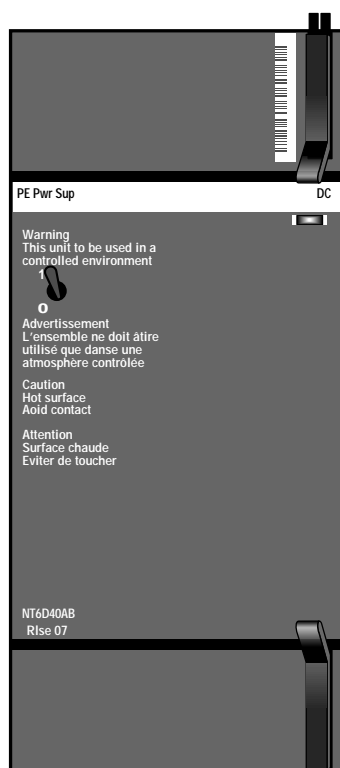 PE Pwr Sup DC
Warning
This unit to be used in a
controlled environment
1
0
Advertissement
L'ensemble ne doit âtire
utilisé que danse une
atmosphère contrôlée
Caution
Hot surface
Aoid contact
Attention
Surface chaude
Eviter de toucher
NT6D40AB
Rlse 07